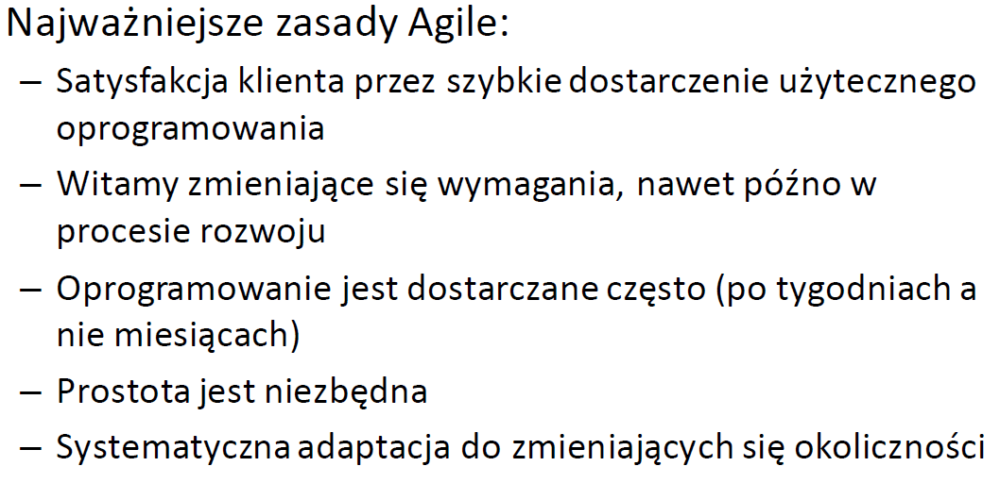 Najważniejsze zasady Agile:
– Satysfakcja klienta przez szybkie dostarczenie użytecznego
oprogramowania
– Witamy zmieniające się wymagania, nawet późno w
procesie rozwoju
– Oprogramowanie jest dostarczane często (po tygodniach a
nie miesiącach)
– Prostota jest niezbędna
– Systematyczna adaptacja do zmieniających się okoliczności